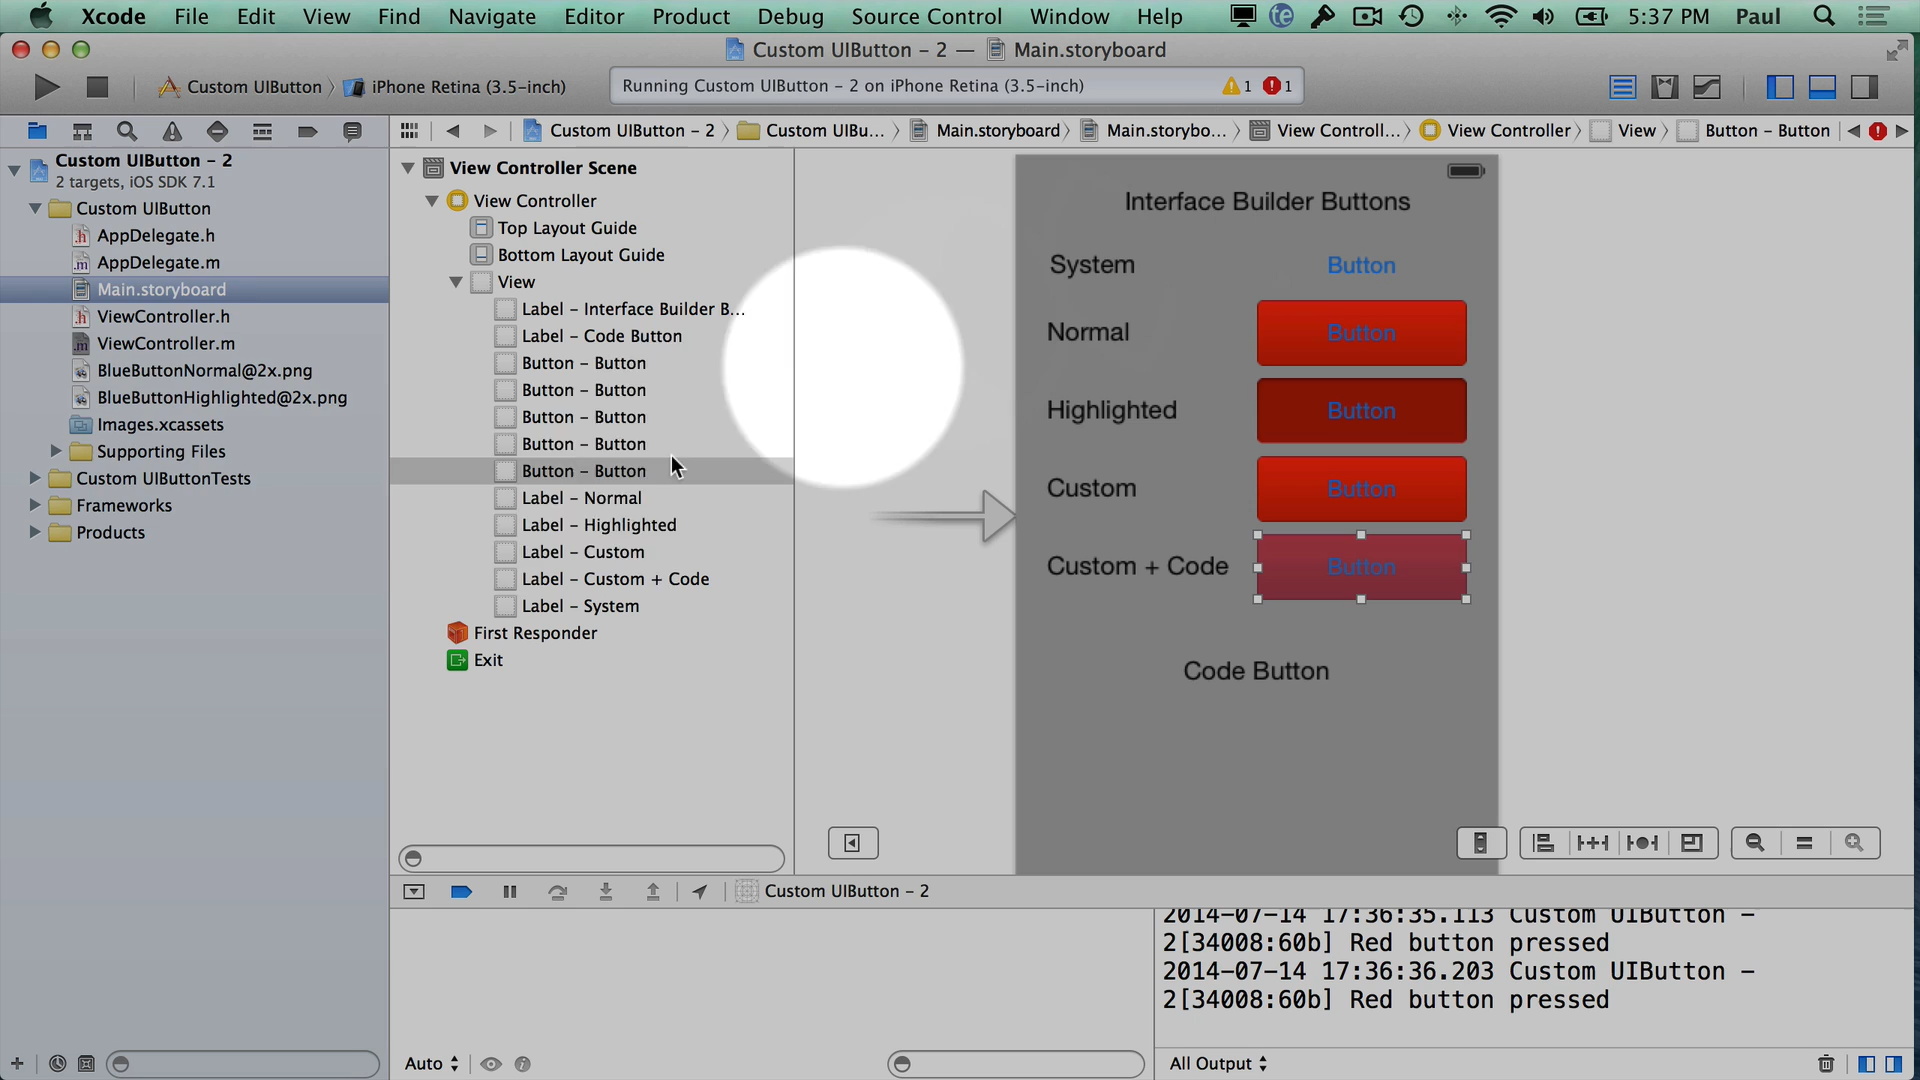 Xcode File Edit View Find Navigate Editor Product Debug Source Control Window Help te 5:37 PM Paul
Custom UIButton - 2 — Main.storyboard
Custom UIButton iPhone Retina (3.5-inch)
Running Custom UIButton - 2 on iPhone Retina (3.5-inch) 1 1
Custom UIButton - 2 Custom UIBu... Main.storyboard Main.storybo... View Controll... View Controller View Button - Button
Custom UIButton - 2
2 targets, iOS SDK 7.1
Custom UIButton
AppDelegate.h
AppDelegate.m
Main.storyboard
ViewController.h
ViewController.m
BlueButtonNormal@2x.png
BlueButtonHighlighted@2x.png
Images.xcassets
Supporting Files
Custom UIButtonTests
Frameworks
Products
View Controller Scene
View Controller
Top Layout Guide
Bottom Layout Guide
View
Label - Interface Builder B...
Label - Code Button
Button - Button
Button - Button
Button - Button
Button - Button
Button - Button
Label - Normal
Label - Highlighted
Label - Custom
Label - Custom + Code
Label - System
First Responder
Exit
Interface Builder Buttons
System Button
Normal Button
Highlighted Button
Custom Button
Custom + Code Button
Code Button
Custom UIButton - 2
2014-07-14 17:36:35.113 Custom UIButton -
2[34008:60b] Red button pressed
2014-07-14 17:36:36.203 Custom UIButton -
2[34008:60b] Red button pressed
Auto
All Output